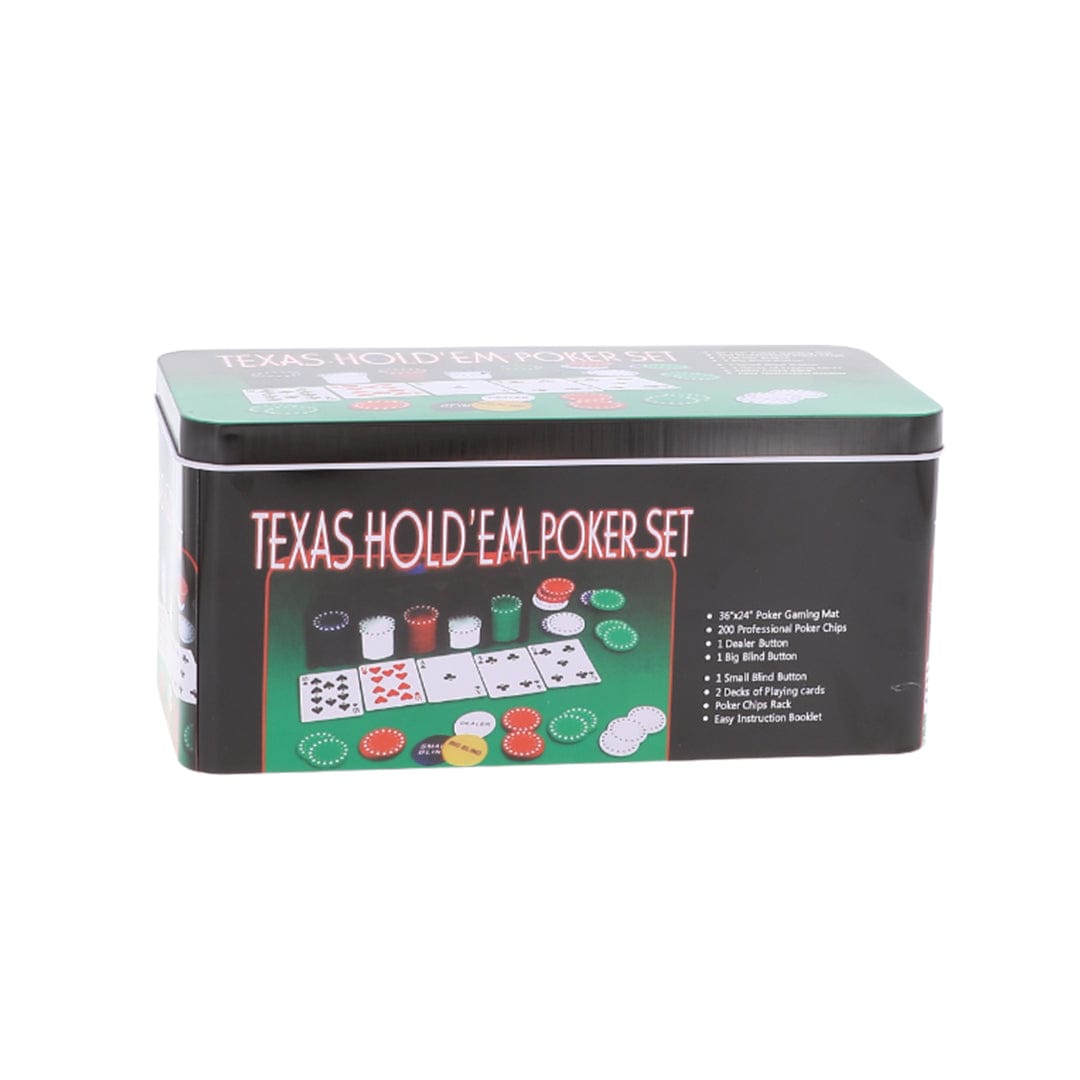 TEXAS HOLD'EM POKER SET
TEXAS HOLD'EM POKER SET
• 36"x24" Poker Gaming Mat
• 200 Professional Poker Chips
• 1 Dealer Button
• 1 Big Blind Button
• 1 Small Blind Button
• 2 Decks of Playing cards
• Poker Chips Rack
• Easy Instruction Booklet
DEALER
BIG BLIND